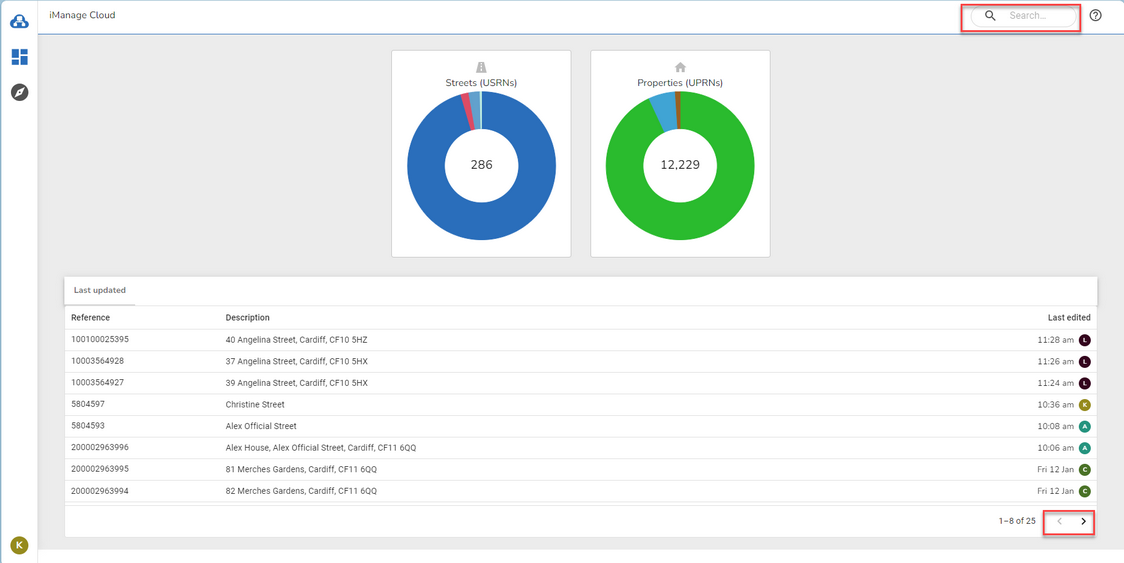 iManage Cloud
Search...
Streets (USRNs)
286
Properties (UPRNs)
12,229
Last updated
Reference Description Last edited
100100025395 40 Angelina Street, Cardiff, CF10 5HZ 11:28 am L
10003564928 37 Angelina Street, Cardiff, CF10 5HX 11:26 am L
10003564927 39 Angelina Street, Cardiff, CF10 5HX 11:24 am L
5804597 Christine Street 10:36 am K
5804593 Alex Official Street 10:08 am A
200002963996 Alex House, Alex Official Street, Cardiff, CF11 6QQ 10:06 am A
200002963995 81 Merches Gardens, Cardiff, CF11 6QQ Fri 12 Jan C
200002963994 82 Merches Gardens, Cardiff, CF11 6QQ Fri 12 Jan C
1–8 of 25
K